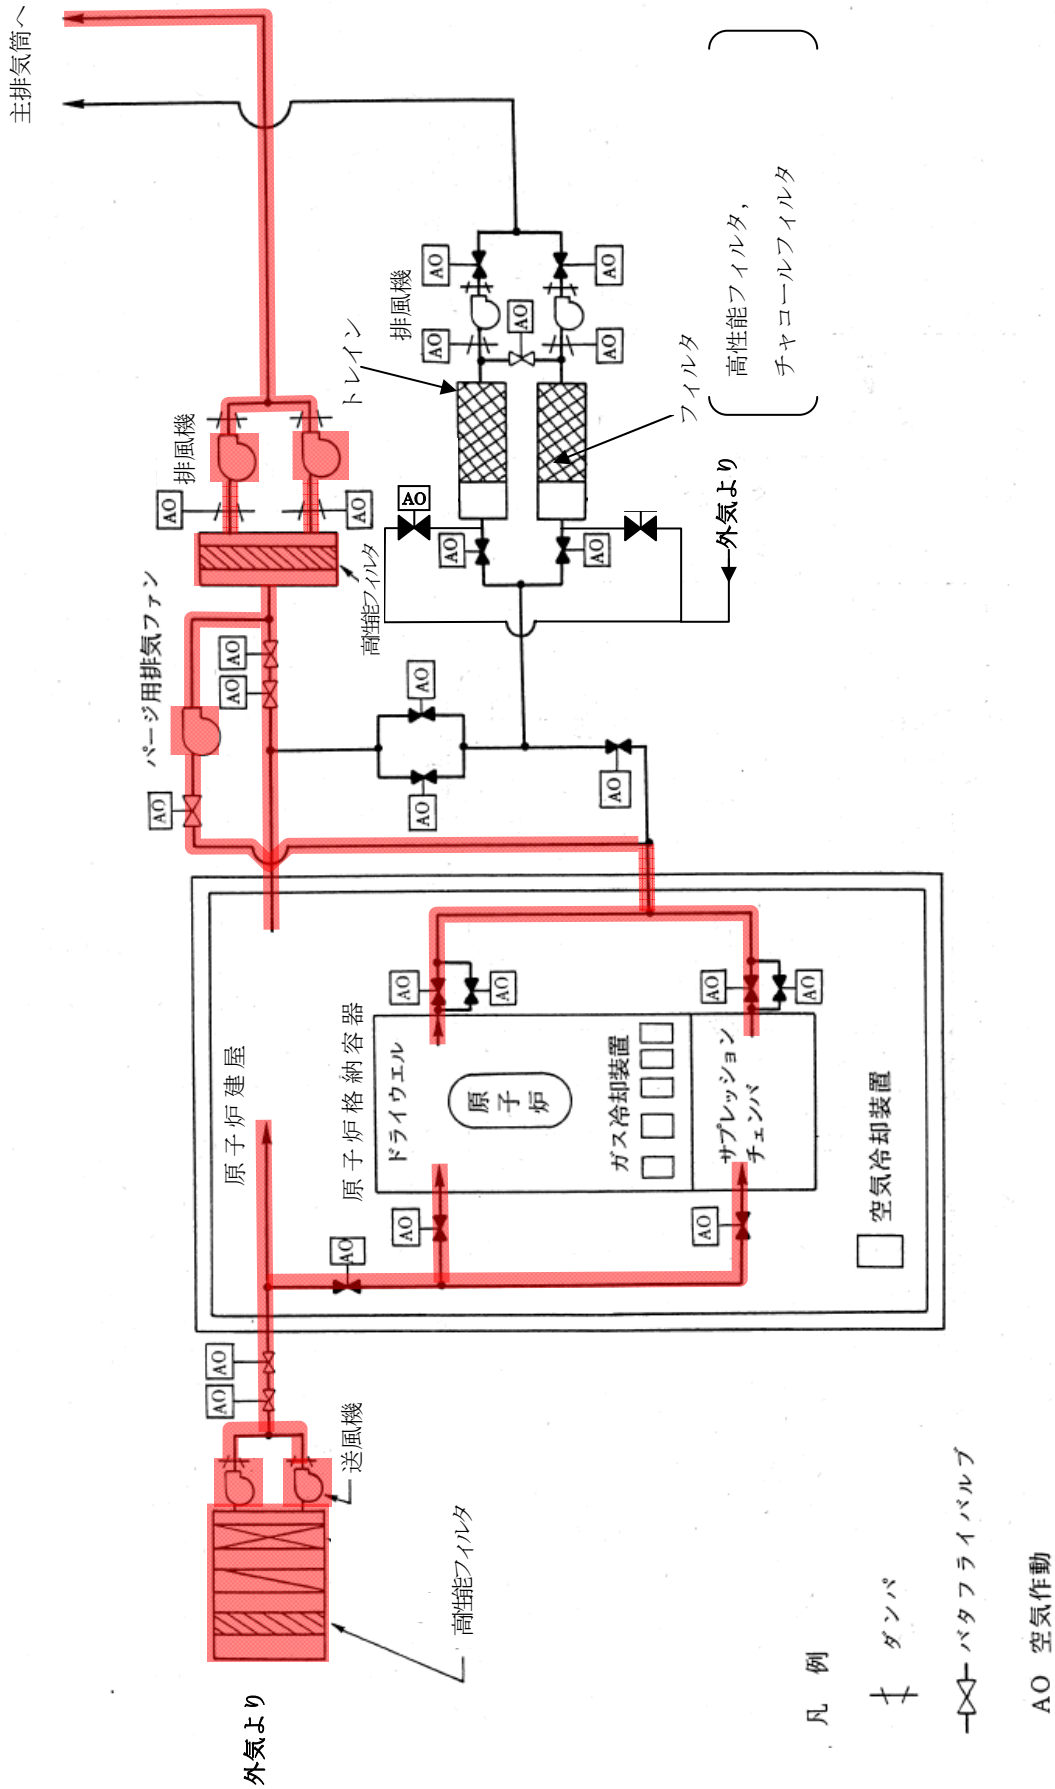 主排気筒へ
パージ用排気ファン
AO
AO
排風機
AO
AO
原子炉建屋
AO
AO
外気より
送風機
AO
原子炉格納容器
高性能フィルタ
AO
トレイン
ドライウエル
AO
AO
排風機
AO
AO
AO
AO
AO
高性能フィルタ
AO
原
子
炉
AO
AO
AO
AO
AO
ガス冷却装置
AO
フィルタ
AO
サプレッション
チェンバ
AO
外気より
高性能フィルタ,
チャコールフィルタ
AO
空気冷却装置
凡 例
ダンパ
バタフライバルブ
AO 空気作動